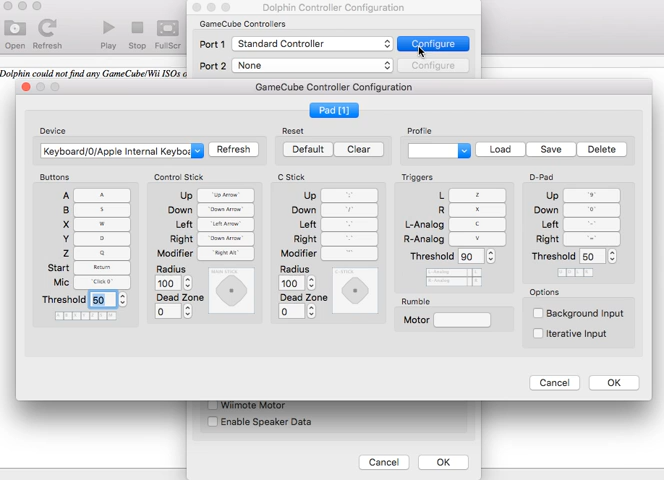 Dolphin Controller Configuration
Open Refresh Play Stop FullScr
GameCube Controllers
Port 1 Standard Controller Configure
Port 2 None Configure
Dolphin could not find any GameCube/Wii ISOs o
GameCube Controller Configuration
Pad [1]
Device Reset Profile
Keyboard/0/Apple Internal Keyboa Refresh Default Clear Load Save Delete
Buttons
A A
B S
X W
Y D
Z Q
Start Return
Mic `Click 0`
Threshold 50
Control Stick
Up `Up Arrow`
Down `Down Arrow`
Left `Left Arrow`
Right `Down Arrow`
Modifier `Right Alt`
Radius
100
MAIN STICK
Dead Zone
0
C Stick
Up `;`
Down `/`
Left
Right
Modifier
Radius
100
Dead Zone
0
Triggers
L Z
R X
L-Analog C
R-Analog V
Threshold 90
L-Analog L
R-Analog R
Rumble
Motor
D-Pad
Up `9`
Down `0`
Left `-`
Right `=`
Threshold 50
Options
Background Input
Iterative Input
Cancel OK
Wiimote Motor
Enable Speaker Data
Cancel OK